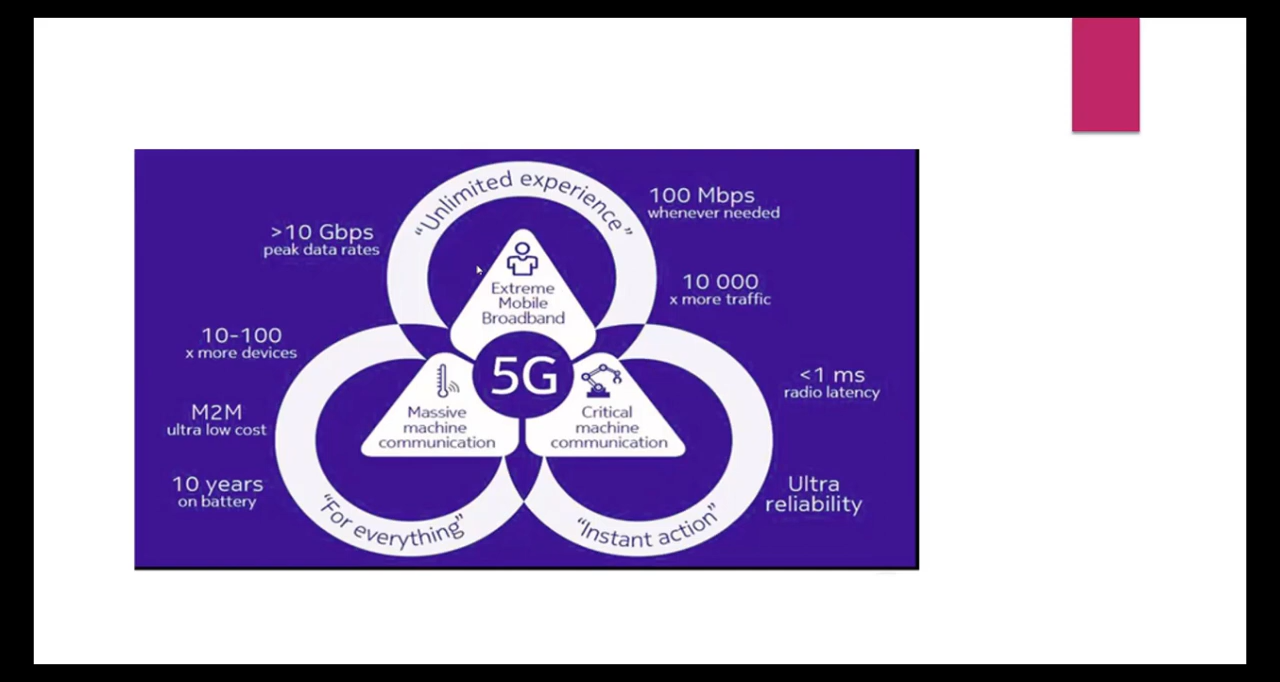 “Unlimited experience”
100 Mbps
whenever needed
>10 Gbps
peak data rates
10 000
x more traffic
Extreme
Mobile
Broadband
10-100
x more devices
5G
<1 ms
radio latency
M2M
ultra low cost
Massive
machine
communication
Critical
machine
communication
10 years
on battery
Ultra
reliability
“For everything”
“Instant action”